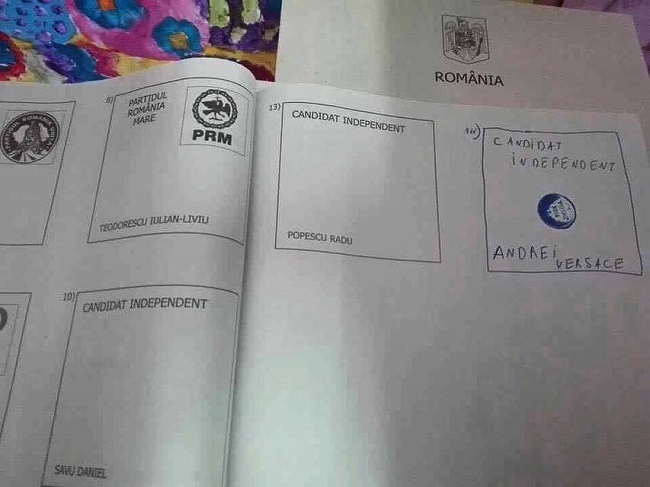 ROMÂNIA
8)
PARTIDUL
ROMÂNIA
MARE
PRM
TEODORESCU IULIAN-LIVIU
13)
CANDIDAT INDEPENDENT
POPESCU RADU
14)
CANDIDAT
INDEPENDENT
ANDREI
VERSACE
10)
CANDIDAT INDEPENDENT
SAVU DANIEL